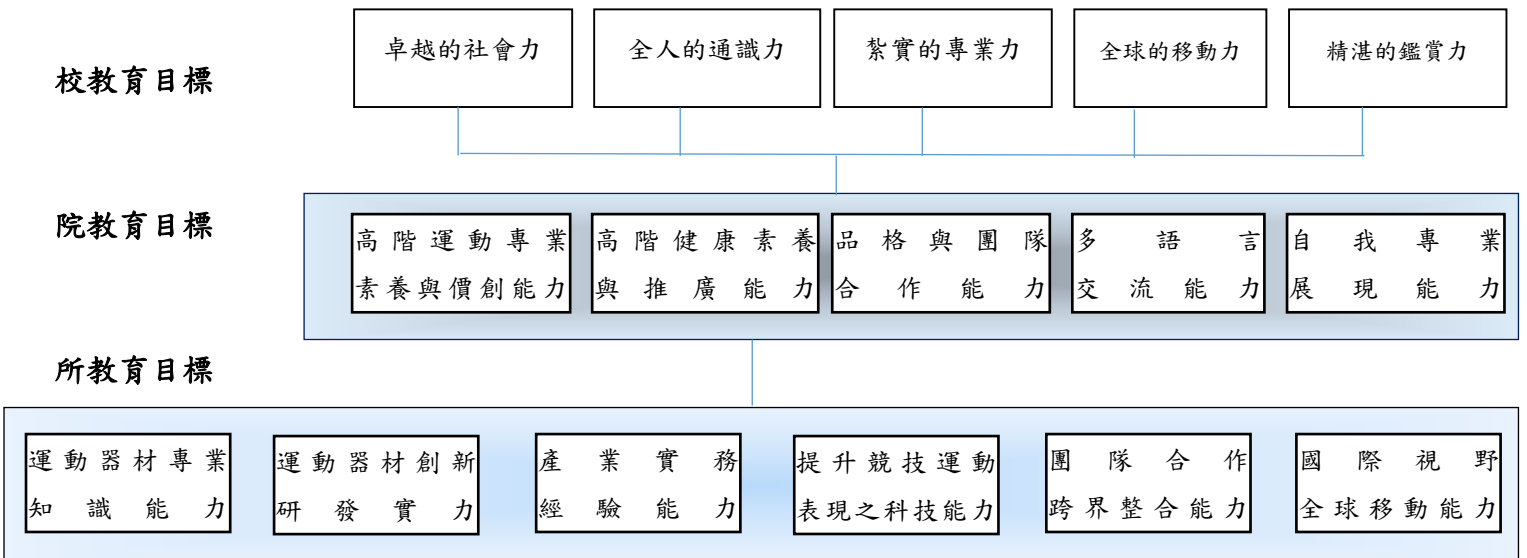 校教育目標
卓越的社會力
全人的通識力
紮實的專業力
全球的移動力
精湛的鑑賞力
院教育目標
高階運動專業
素養與價創能力
高階健康素養
與推廣能力
品格與團隊
合作能力
多語言
交流能力
自我專業
展現能力
所教育目標
運動器材專業
知識能力
運動器材創新
研發實力
產業實務
經驗能力
提升競技運動
表現之科技能力
團隊合作
跨界整合能力
國際視野
全球移動能力